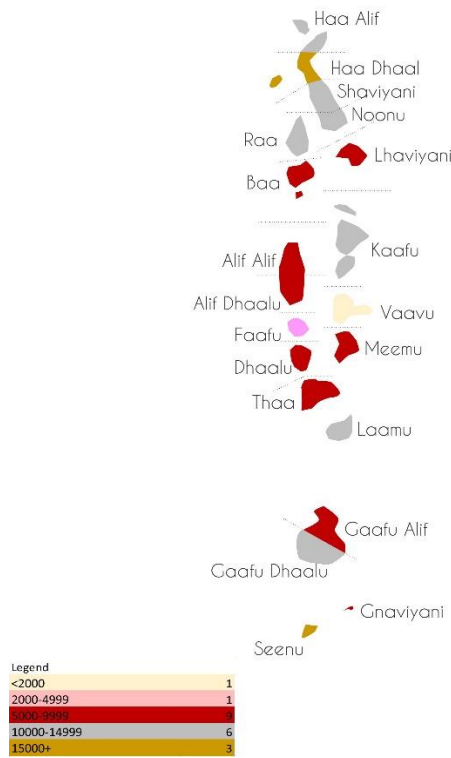 Haa Alif
Haa Dhaal
Shaviyani
Noonu
Raa
Lhaviyani
Baa
Kaafu
Alif Alif
Alif Dhaalu
Vaavu
Faafu
Meemu
Dhaalu
Thaa
Laamu
Gaafu Alif
Gaafu Dhaalu
Gnaviyani
Seenu
Legend
<2000 1
2000-4999 1
5000-9999 9
10000-14999 6
15000+ 3